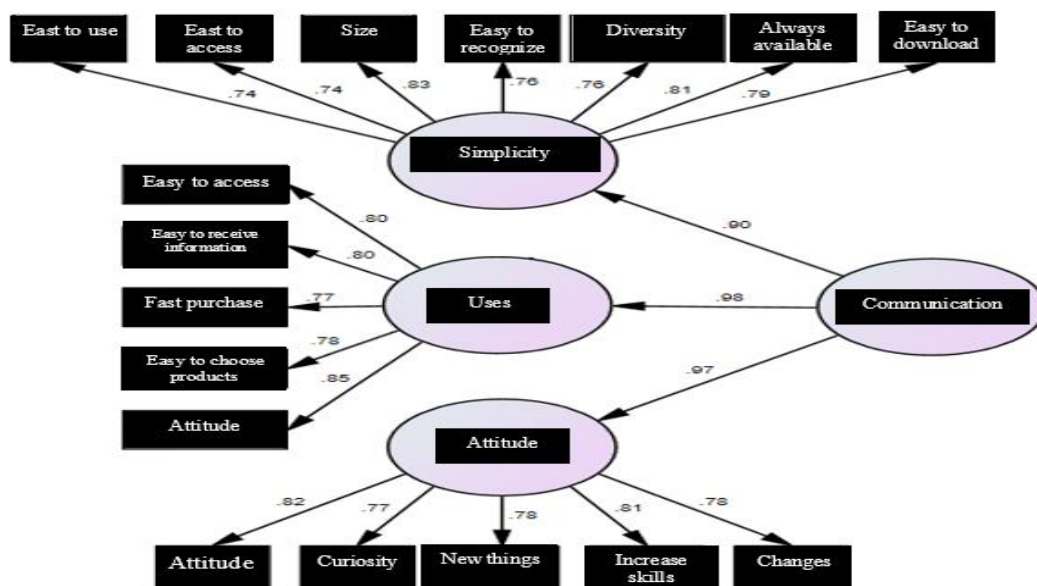 East to use
East to
access
Size
Easy to
recognize
Diversity
Always
available
Easy to
download
.74
.74
.83
.76
.76
.81
.79
Simplicity
Easy to access
.80
.90
Easy to receive
information
.80
Fast purchase
.77
Uses
.98
Communication
Easy to choose
products
.78
.85
.97
Attitude
Attitude
.82
.77
.78
.81
.78
Attitude
Curiosity
New things
Increase
skills
Changes